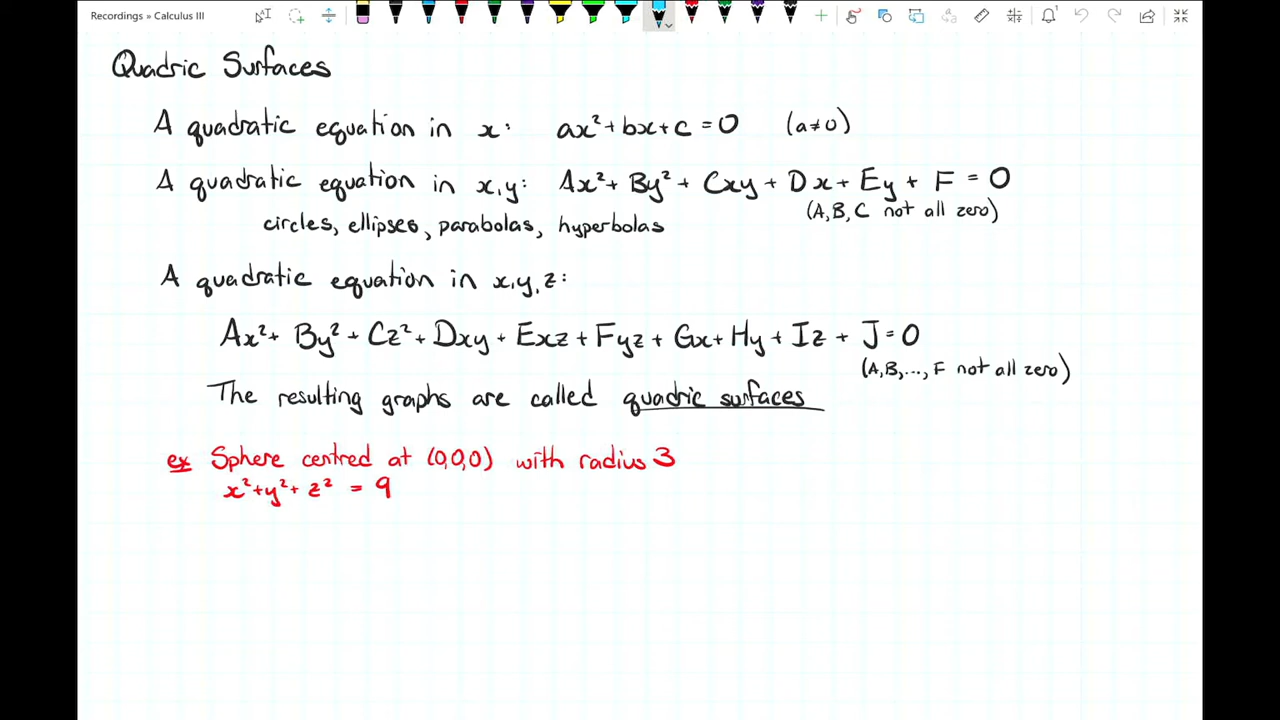 Recordings » Calculus III
Quadric Surfaces
A quadratic equation in x: ax²+bx+c=0 (a≠0)
A quadratic equation in x,y: Ax²+By²+Cxy+Dx+Ey+F=0
(A,B,C not all zero)
circles, ellipses, parabolas, hyperbolas
A quadratic equation in x,y,z:
Ax²+By²+Cz²+Dxy+Exz+Fyz+Gx+Hy+Iz+J=0
(A,B,...,F not all zero)
The resulting graphs are called quadric surfaces
ex Sphere centred at (0,0,0) with radius 3
x²+y²+z² = 9